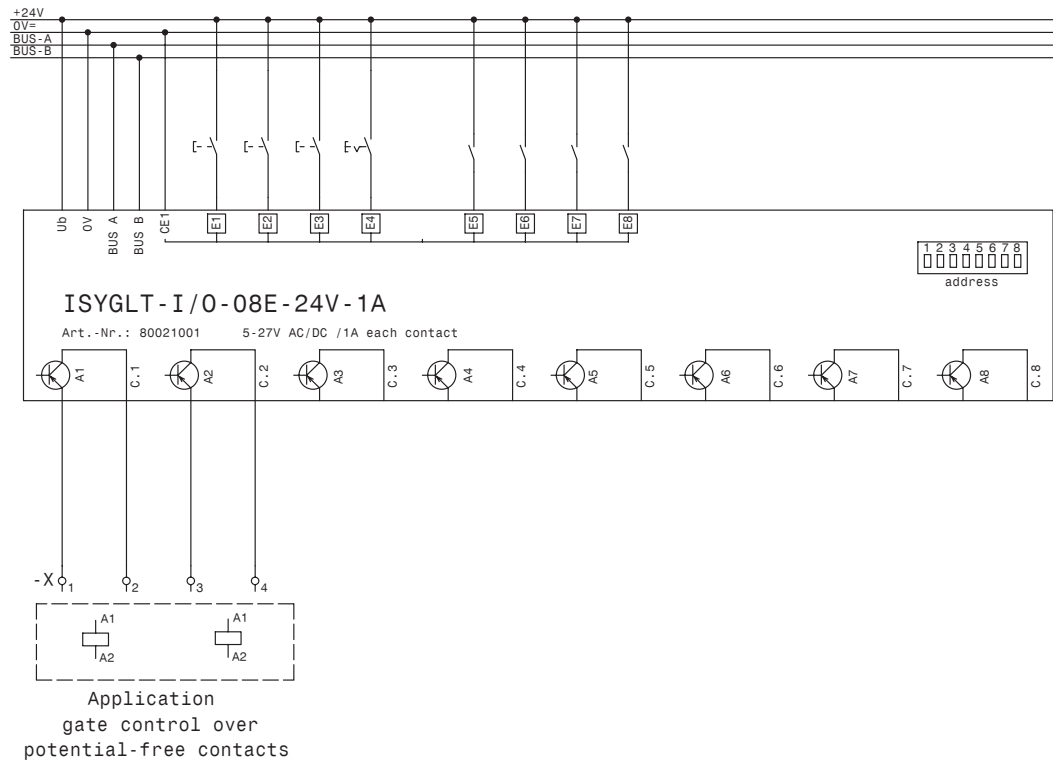 +24V
0V=
BUS-A
BUS-B
Ub
0V
BUS A
BUS B
CE1
E1
E2
E3
E4
E5
E6
E7
E8
1 2 3 4 5 6 7 8
address
ISYGLT-I/O-08E-24V-1A
Art.-Nr.: 80021001 5-27V AC/DC /1A each contact
A1
C.1
A2
C.2
A3
C.3
A4
C.4
A5
C.5
A6
C.6
A7
C.7
A8
C.8
-X 1 2 3 4
A1 A1
A2 A2
Application
gate control over
potential-free contacts